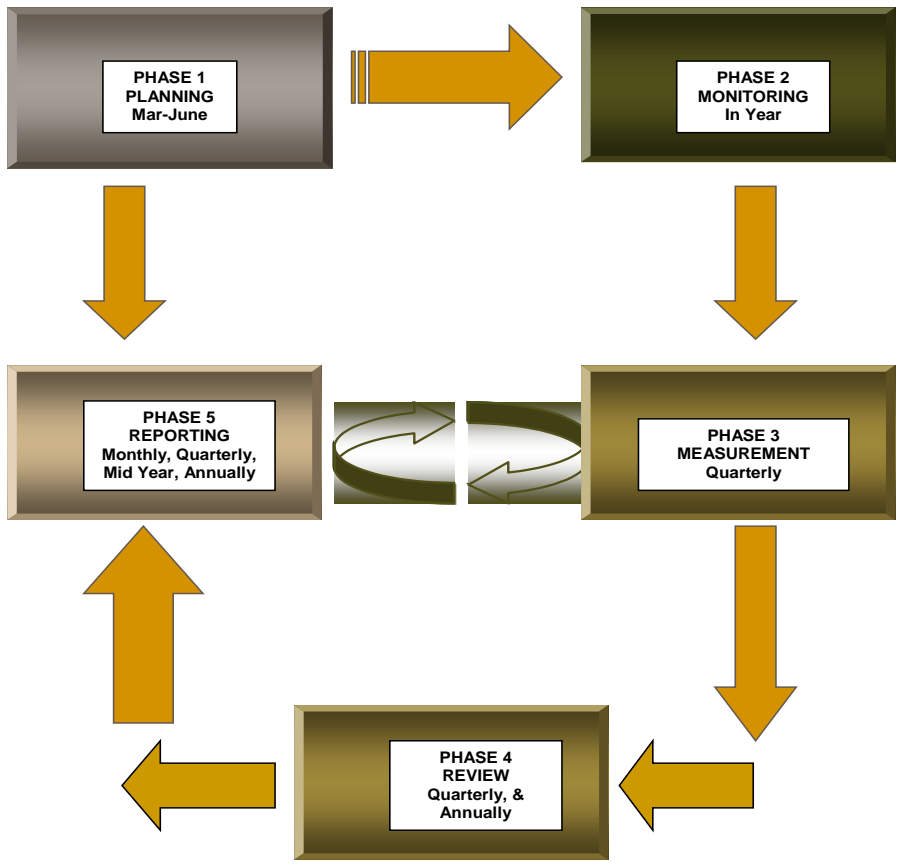 PHASE 1
PLANNING
Mar-June
PHASE 2
MONITORING
In Year
PHASE 5
REPORTING
Monthly, Quarterly,
Mid Year, Annually
PHASE 3
MEASUREMENT
Quarterly
PHASE 4
REVIEW
Quarterly, &
Annually